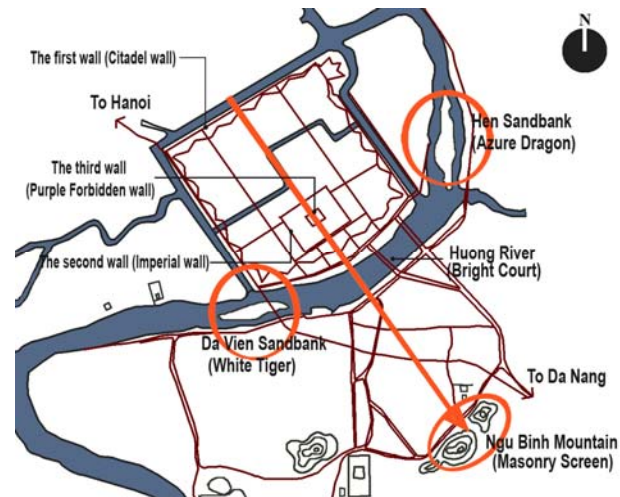 N
The first wall (Citadel wall)
To Hanoi
Hen Sandbank
(Azure Dragon)
The third wall
(Purple Forbidden wall)
Huong River
(Bright Court)
The second wall (Imperial wall)
Da Vien Sandbank
(White Tiger)
To Da Nang
Ngu Binh Mountain
(Masonry Screen)